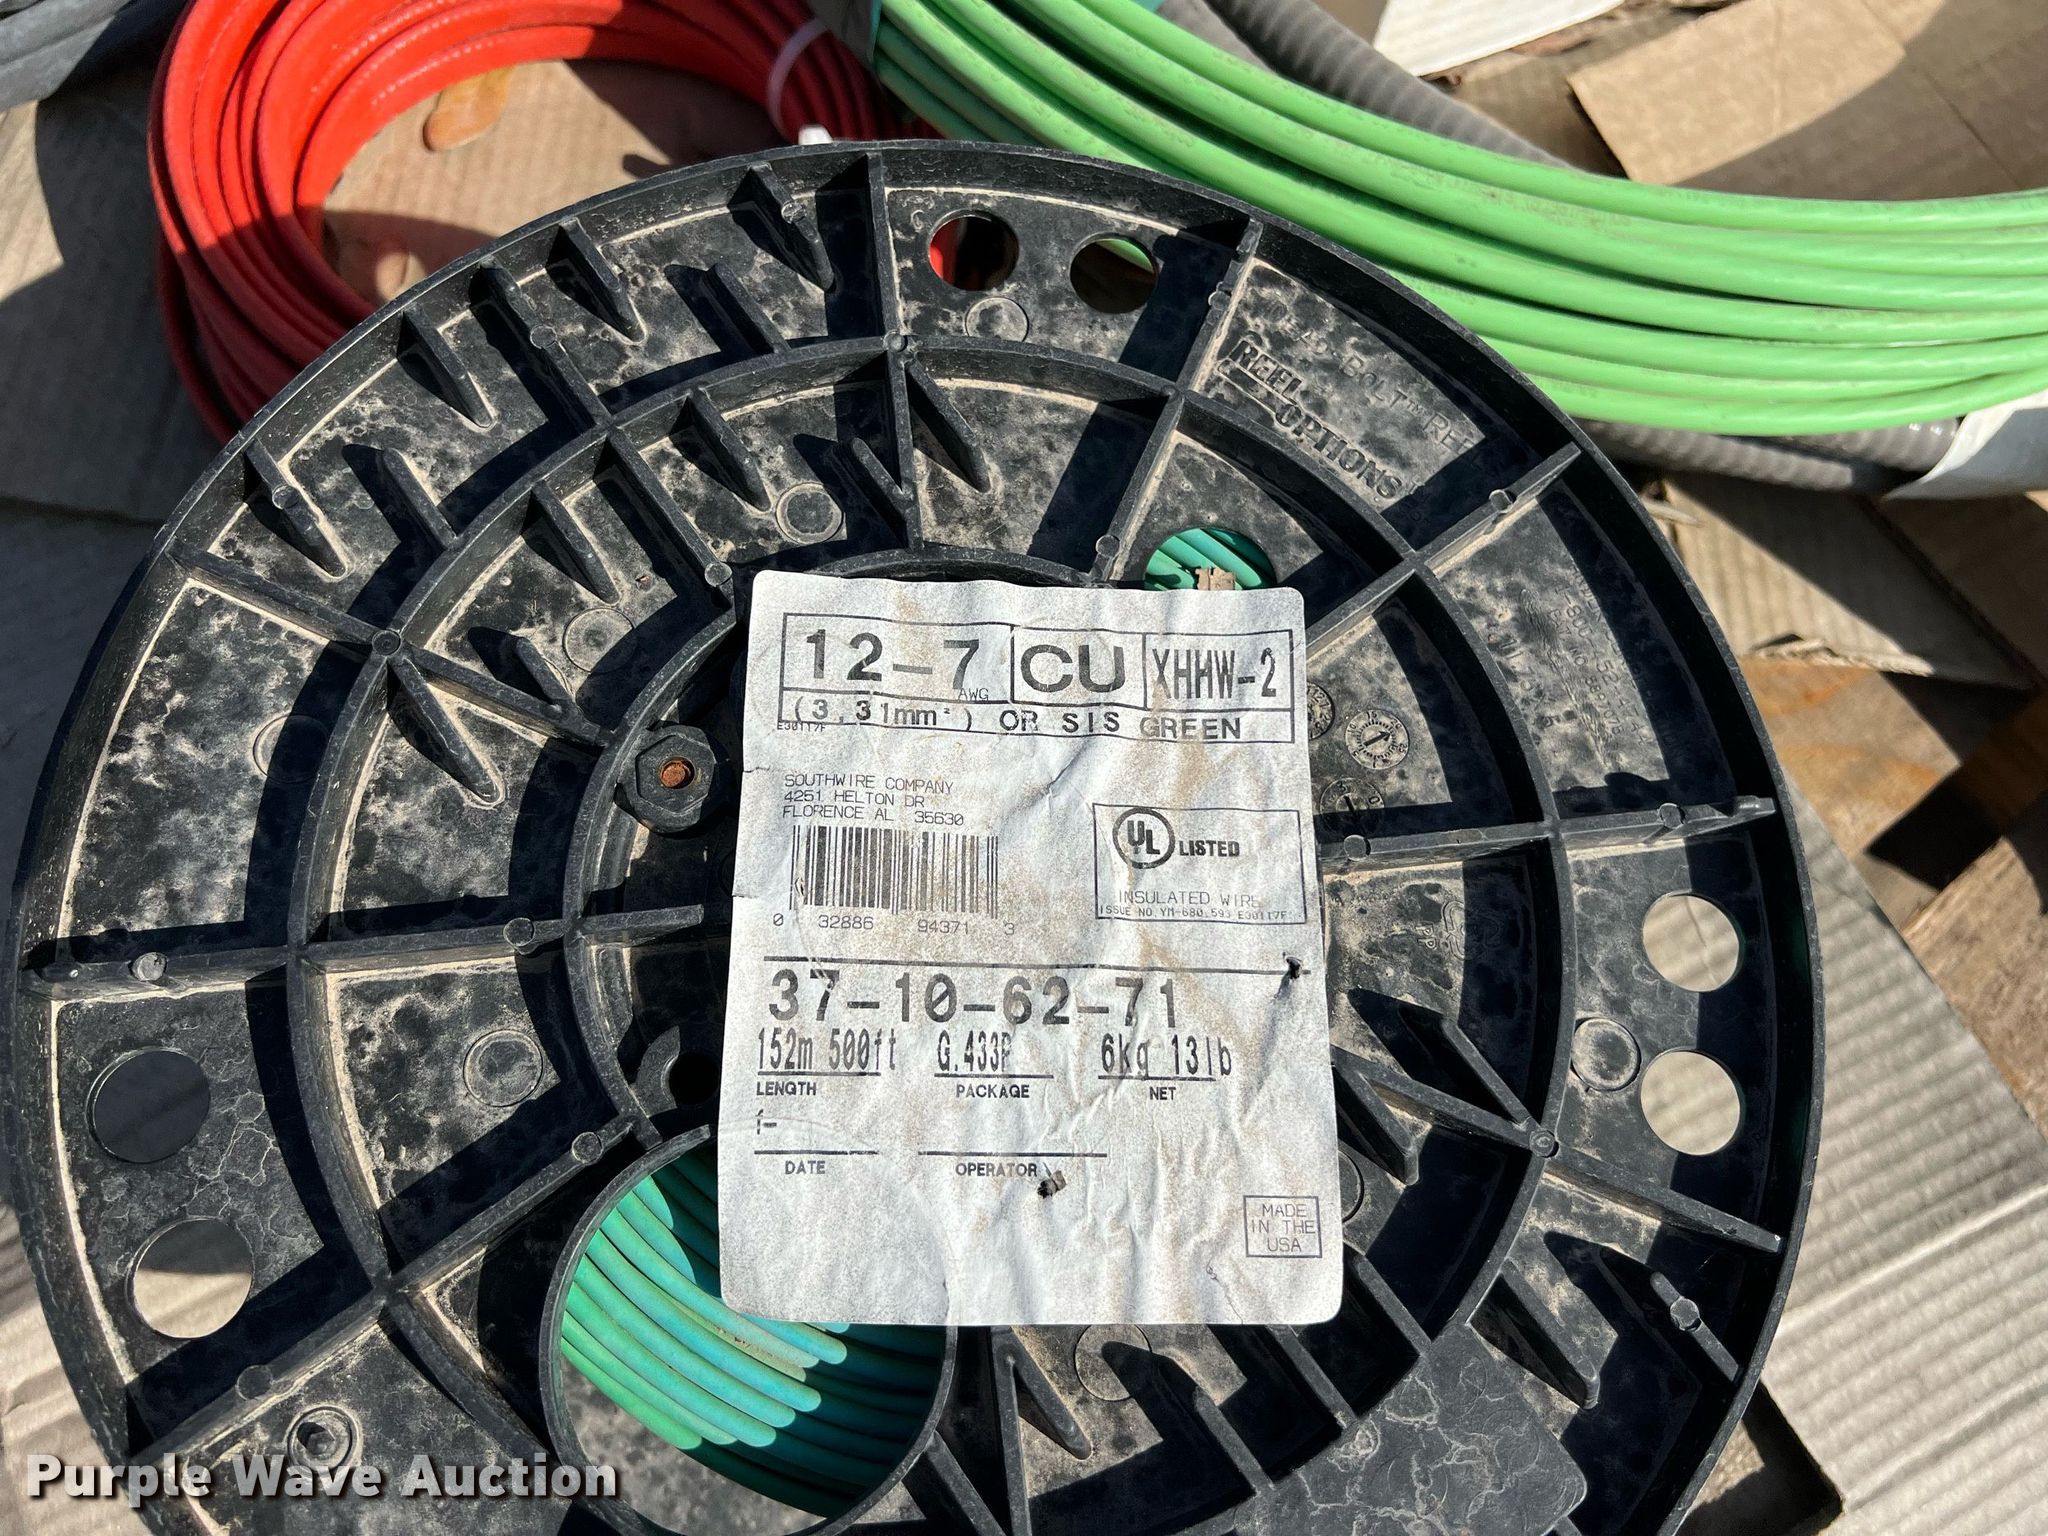 REEL
OPTIONS
12-7 AWG CU XHHW-2
(3.31mm²) OR SIS GREEN
E30117F
SOUTHWIRE COMPANY
4251 HELTON DR
FLORENCE AL 35630
0 32886 94371 3
UL LISTED
INSULATED WIRE
ISSUE NO. YM-680,593 E30117F
37-10-62-71
152m 500ft G.433P 6kg 13lb
LENGTH PACKAGE NET
DATE OPERATOR
MADE
IN THE
USA
Purple Wave Auction